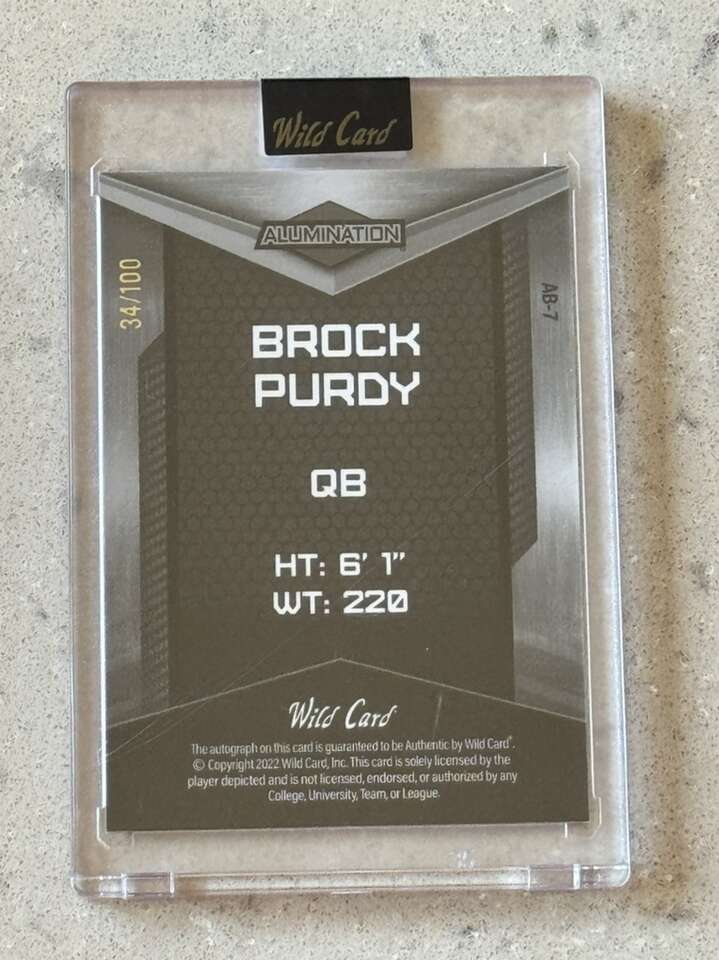 Wild Card
ALUMINATION
34/100
AB-7
BROCK
PURDY
QB
HT: 6' 1"
WT: 220
Wild Card
The autograph on this card is guaranteed to be Authentic by Wild Card®.
© Copyright 2022 Wild Card, Inc. This card is solely licensed by the
player depicted and is not licensed, endorsed, or authorized by any
College, University, Team, or League.